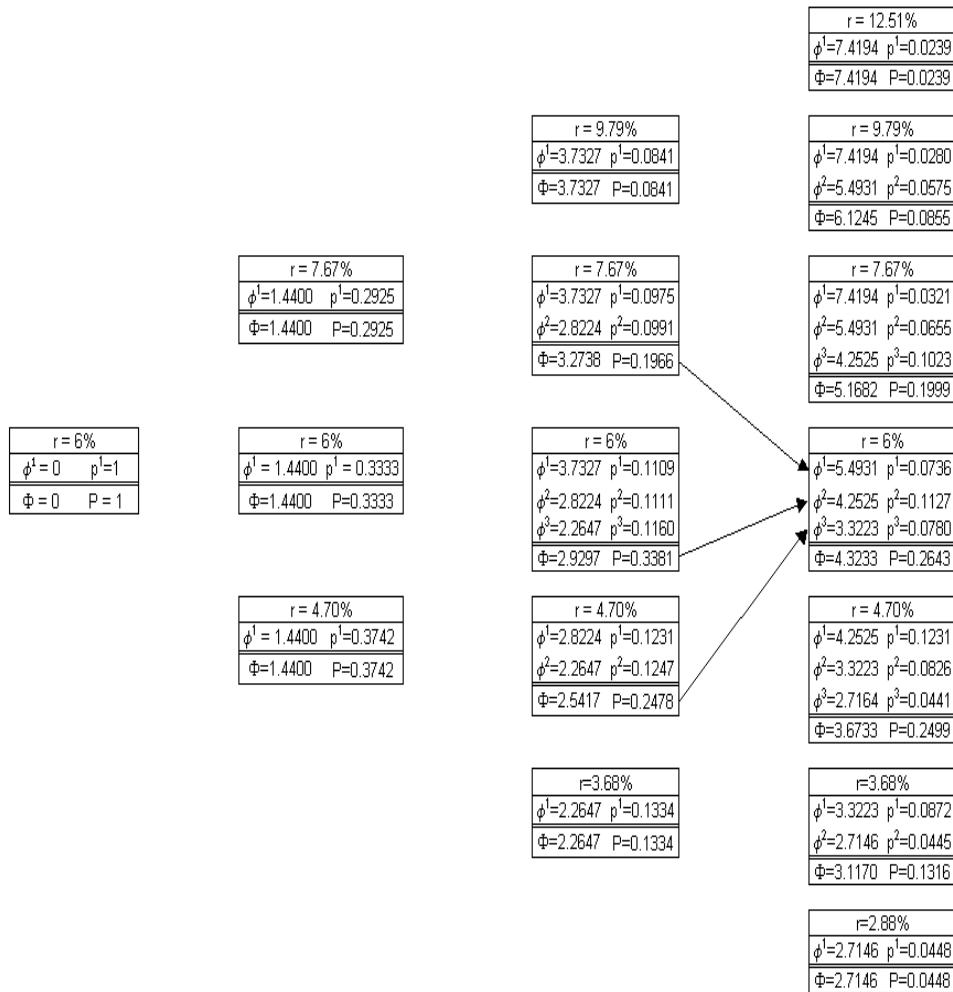 r = 6%
ϕ¹ = 0 p¹=1
Φ = 0 P = 1
r = 7.67%
ϕ¹=1.4400 p¹=0.2925
Φ=1.4400 P=0.2925
r = 6%
ϕ¹ = 1.4400 p¹ = 0.3333
Φ=1.4400 P=0.3333
r = 4.70%
ϕ¹ = 1.4400 p¹=0.3742
Φ=1.4400 P=0.3742
r = 9.79%
ϕ¹=3.7327 p¹=0.0841
Φ=3.7327 P=0.0841
r = 7.67%
ϕ¹=3.7327 p¹=0.0975
ϕ²=2.8224 p²=0.0991
Φ=3.2738 P=0.1966
r = 6%
ϕ¹=3.7327 p¹=0.1109
ϕ²=2.8224 p²=0.1111
ϕ³=2.2647 p³=0.1160
Φ=2.9297 P=0.3381
r = 4.70%
ϕ¹=2.8224 p¹=0.1231
ϕ²=2.2647 p²=0.1247
Φ=2.5417 P=0.2478
r=3.68%
ϕ¹=2.2647 p¹=0.1334
Φ=2.2647 P=0.1334
r = 12.51%
ϕ¹=7.4194 p¹=0.0239
Φ=7.4194 P=0.0239
r = 9.79%
ϕ¹=7.4194 p¹=0.0280
ϕ²=5.4931 p²=0.0575
Φ=6.1245 P=0.0855
r = 7.67%
ϕ¹=7.4194 p¹=0.0321
ϕ²=5.4931 p²=0.0655
ϕ³=4.2525 p³=0.1023
Φ=5.1682 P=0.1999
r = 6%
ϕ¹=5.4931 p¹=0.0736
ϕ²=4.2525 p²=0.1127
ϕ³=3.3223 p³=0.0780
Φ=4.3233 P=0.2643
r = 4.70%
ϕ¹=4.2525 p¹=0.1231
ϕ²=3.3223 p²=0.0826
ϕ³=2.7164 p³=0.0441
Φ=3.6733 P=0.2499
r=3.68%
ϕ¹=3.3223 p¹=0.0872
ϕ²=2.7146 p²=0.0445
Φ=3.1170 P=0.1316
r=2.88%
ϕ¹=2.7146 p¹=0.0448
Φ=2.7146 P=0.0448